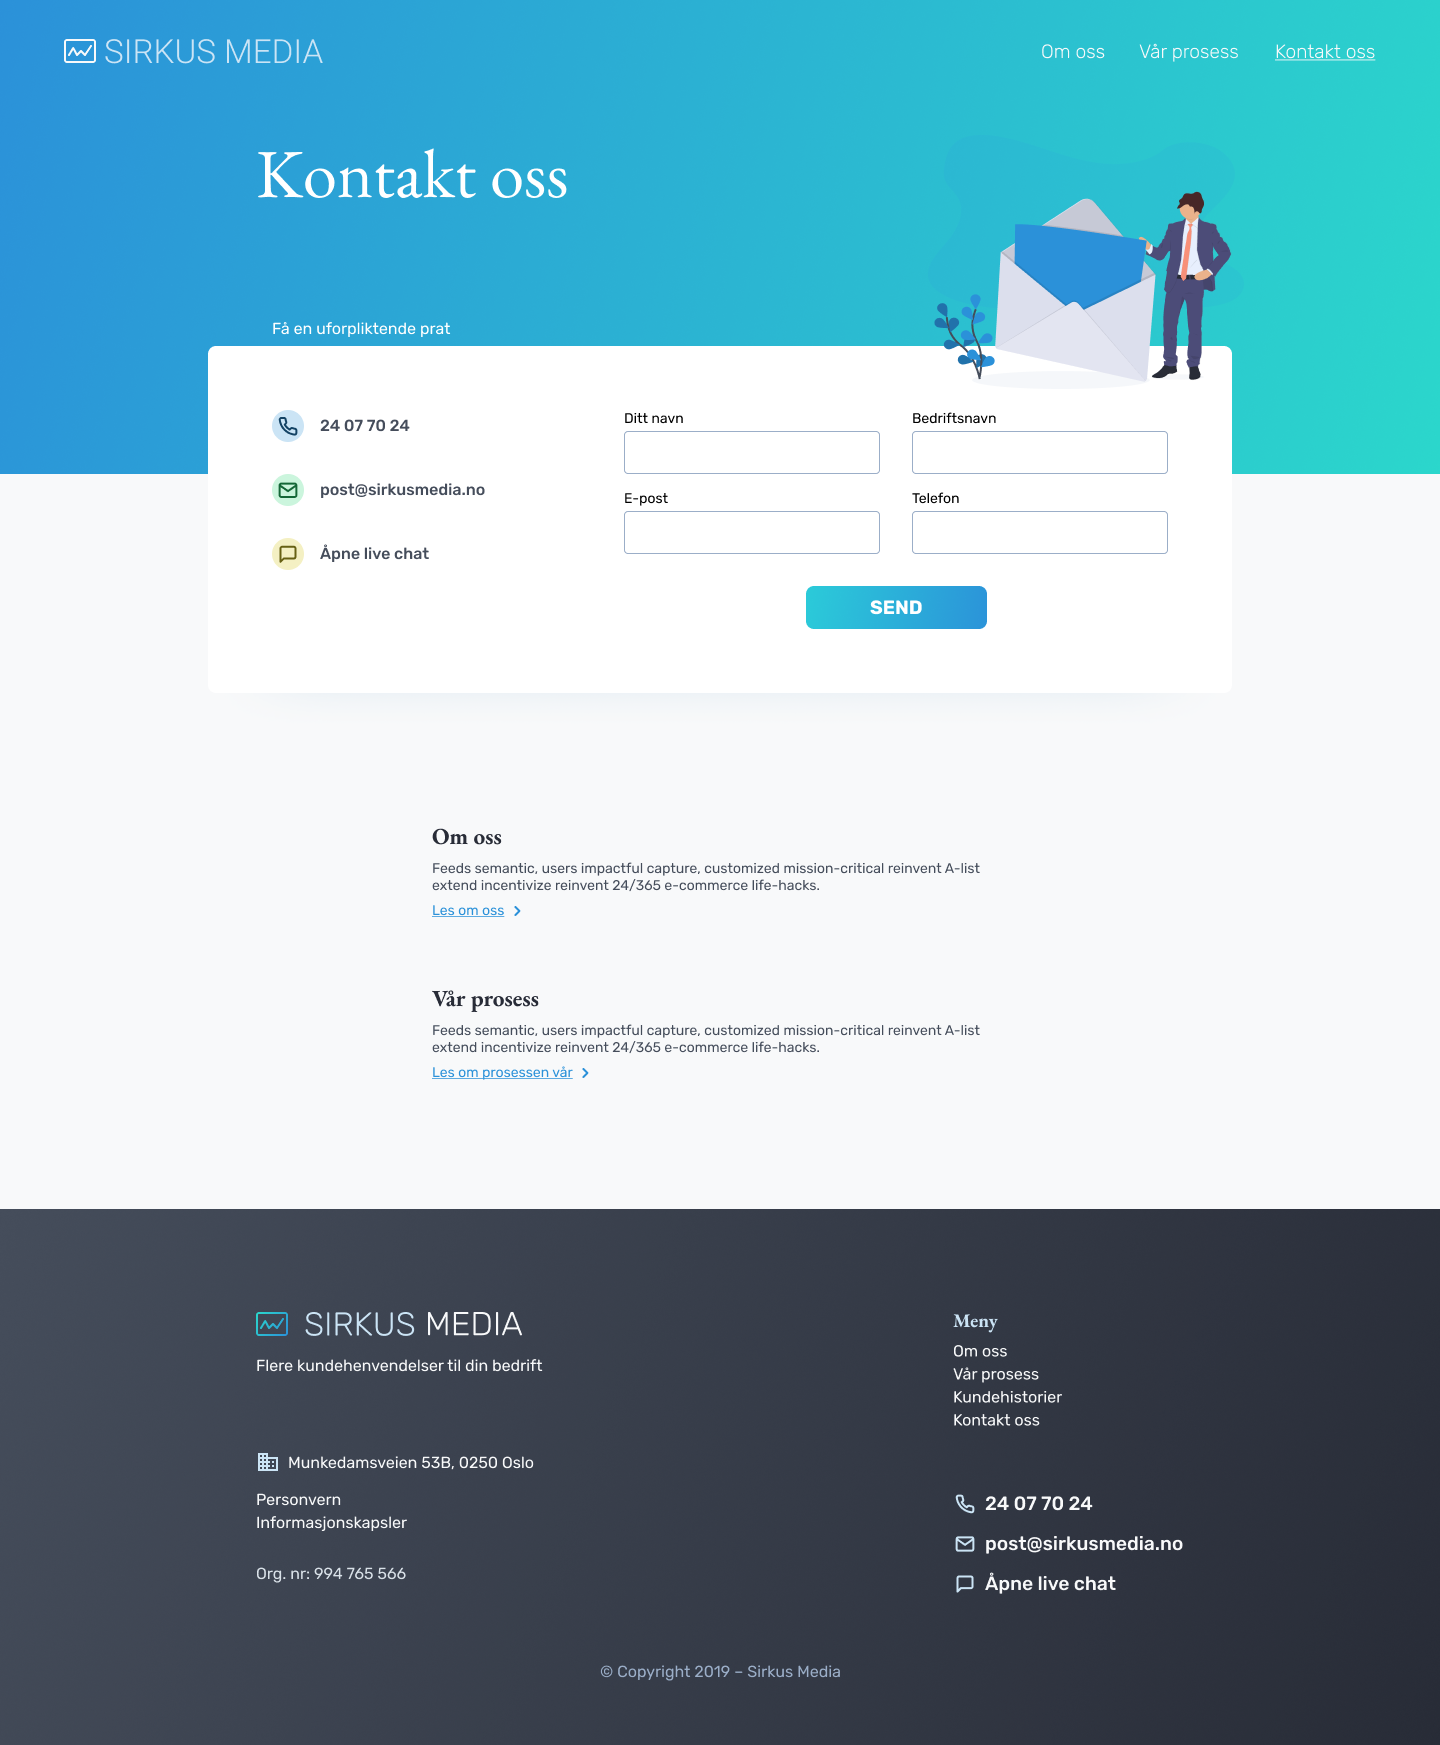 SIRKUS MEDIA
Om oss
Vår prosess
Kontakt oss
Kontakt oss
Få en uforpliktende prat
24 07 70 24
post@sirkusmedia.no
Åpne live chat
Ditt navn
Bedriftsnavn
E-post
Telefon
SEND
Om oss
Feeds semantic, users impactful capture, customized mission-critical reinvent A-list
extend incentivize reinvent 24/365 e-commerce life-hacks.
Les om oss
Vår prosess
Feeds semantic, users impactful capture, customized mission-critical reinvent A-list
extend incentivize reinvent 24/365 e-commerce life-hacks.
Les om prosessen vår
SIRKUS MEDIA
Flere kundehenvendelser til din bedrift
Munkedamsveien 53B, 0250 Oslo
Personvern
Informasjonskapsler
Org. nr: 994 765 566
Meny
Om oss
Vår prosess
Kundehistorier
Kontakt oss
24 07 70 24
post@sirkusmedia.no
Åpne live chat
© Copyright 2019 – Sirkus Media